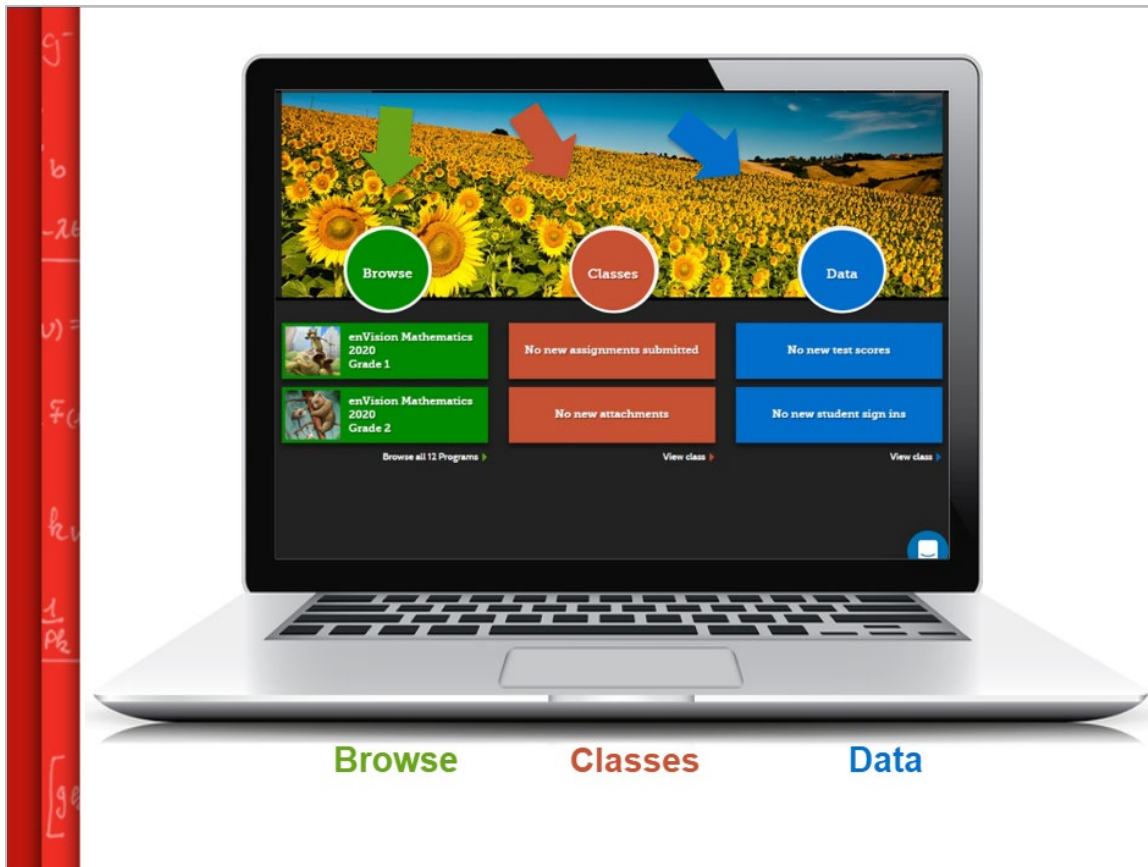 Browse
Classes
Data
enVision Mathematics
2020
Grade 1
No new assignments submitted
No new test scores
enVision Mathematics
2020
Grade 2
No new attachments
No new student sign ins
Browse all 12 Programs
View class
View class
Browse
Classes
Data
g-
b
1
Pk